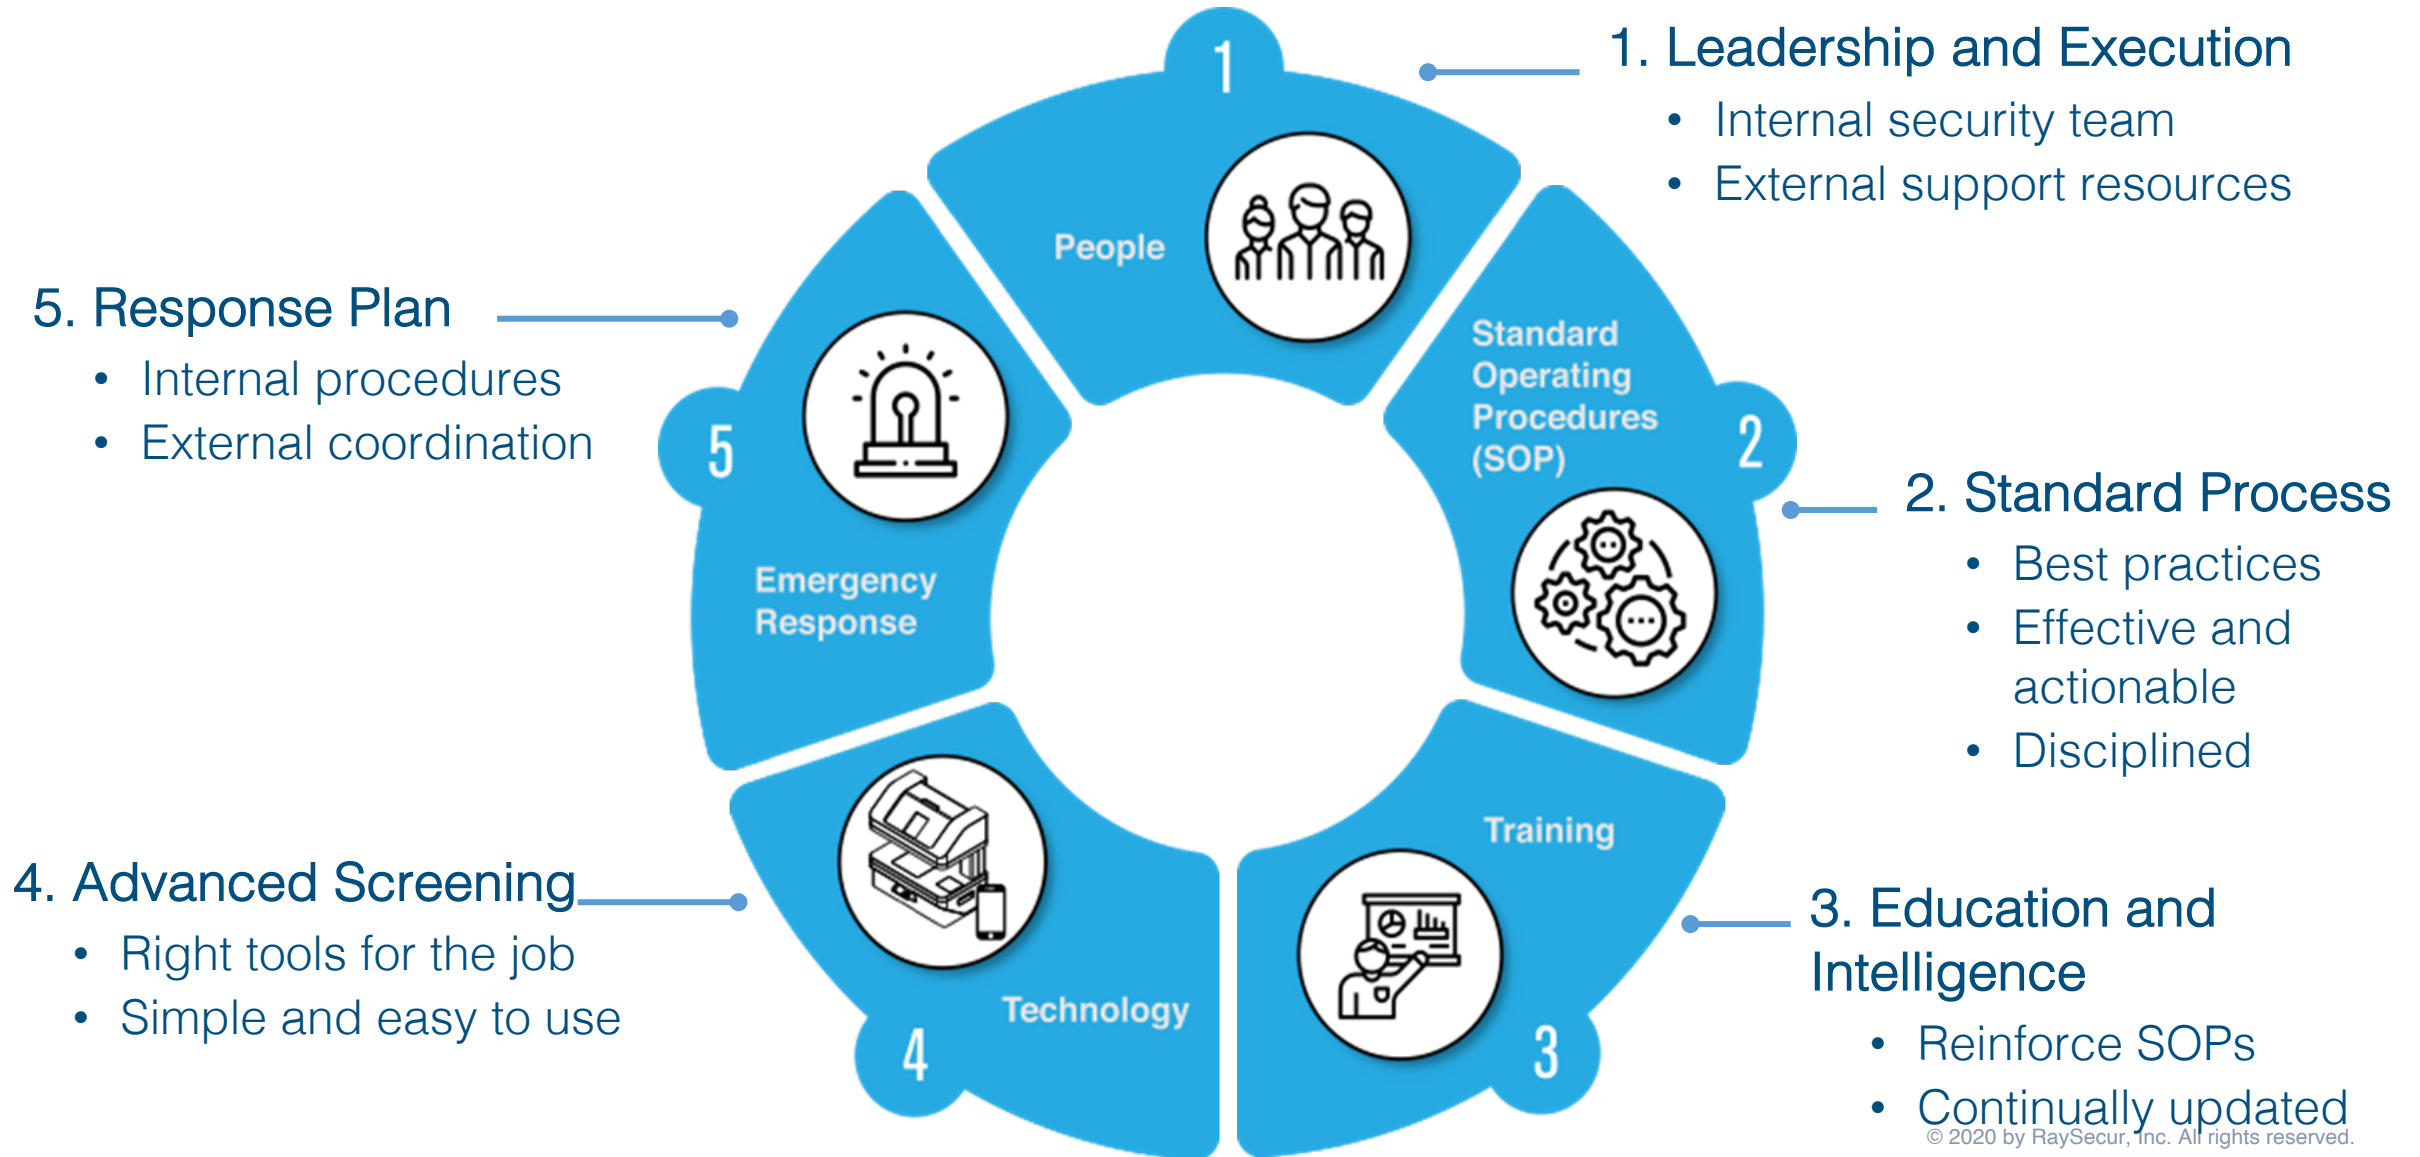 1
People
1. Leadership and Execution
• Internal security team
• External support resources
Standard
Operating
Procedures
(SOP)
2
2. Standard Process
• Best practices
• Effective and
actionable
• Disciplined
Training
3
3. Education and
Intelligence
• Reinforce SOPs
• Continually updated
Technology
4
4. Advanced Screening
• Right tools for the job
• Simple and easy to use
5
Emergency
Response
5. Response Plan
• Internal procedures
• External coordination
© 2020 by RaySecur, Inc. All rights reserved.